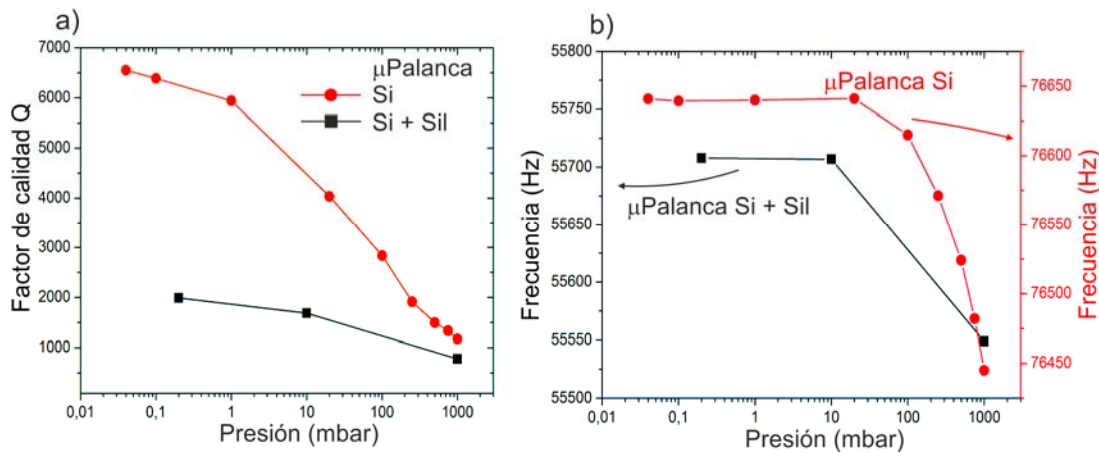 a)
Factor de calidad Q
7000
6000
5000
4000
3000
2000
1000
μPalanca
Si
Si + Sil
0,01
0,1
1
10
100
1000
Presión (mbar)
b)
Frecuencia (Hz)
55800
55750
55700
55650
55600
55550
55500
μPalanca Si
μPalanca Si + Sil
76650
76600
76550
76500
76450
Frecuencia (Hz)
0,01
0,1
1
10
100
1000
Presión (mbar)